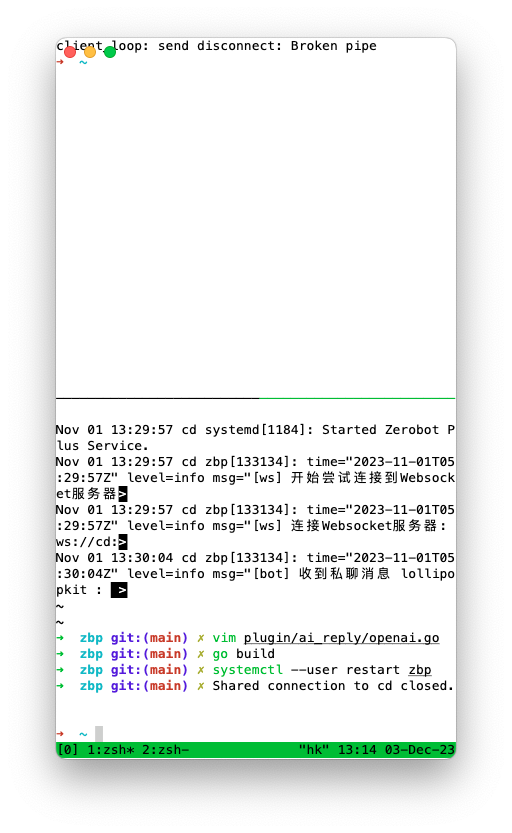 client_loop: send disconnect: Broken pipe
➜ ~
Nov 01 13:29:57 cd systemd[1184]: Started Zerobot P
lus Service.
Nov 01 13:29:57 cd zbp[133134]: time="2023-11-01T05
:29:57Z" level=info msg="[ws] 开始尝试连接到Websock
et服务器>
Nov 01 13:29:57 cd zbp[133134]: time="2023-11-01T05
:29:57Z" level=info msg="[ws] 连接Websocket服务器:
ws://cd:>
Nov 01 13:30:04 cd zbp[133134]: time="2023-11-01T05
:30:04Z" level=info msg="[bot] 收到私聊消息 lollipo
pkit : >
~
~
➜ zbp git:(main) ✗ vim plugin/ai_reply/openai.go
➜ zbp git:(main) ✗ go build
➜ zbp git:(main) ✗ systemctl --user restart zbp
➜ zbp git:(main) ✗ Shared connection to cd closed.
➜ ~
[0] 1:zsh* 2:zsh- "hk" 13:14 03-Dec-23